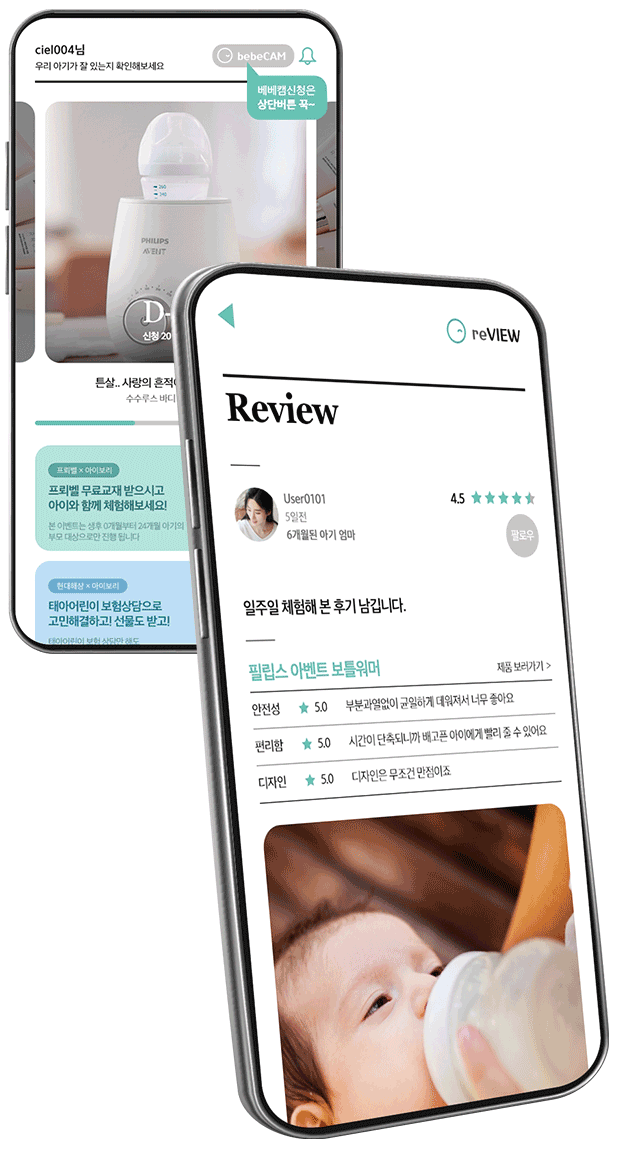 ciel004님
우리 아기가 잘 있는지 확인해보세요
bebeCAM
베베캠신청은
상단버튼 꾹~
260
240
PHILIPS
AVENT
D-
신청 20
튼살.. 사랑의 흔적이
수수루스 바디
프뢰벨 × 아이보리
프뢰벨 무료교재 받으시고
아이와 함께 체험해보세요!
본 이벤트는 생후 0개월부터 24개월 아기의
부모 대상으로만 진행 됩니다
현대해상 × 아이보리
태아어린이 보험상담으로
고민해결하고! 선물도 받고!
태아어린이 보험 상담만 해도
reVIEW
Review
User0101
4.5
5일전
6개월된 아기 엄마
팔로우
일주일 체험해 본 후기 남깁니다.
필립스 아벤트 보틀워머
제품 보러가기 >
안전성 5.0 부분과열없이 균일하게 데워져서 너무 좋아요
편리함 5.0 시간이 단축되니까 배고픈 아이에게 빨리 줄 수 있어요
디자인 5.0 디자인은 무조건 만점이죠